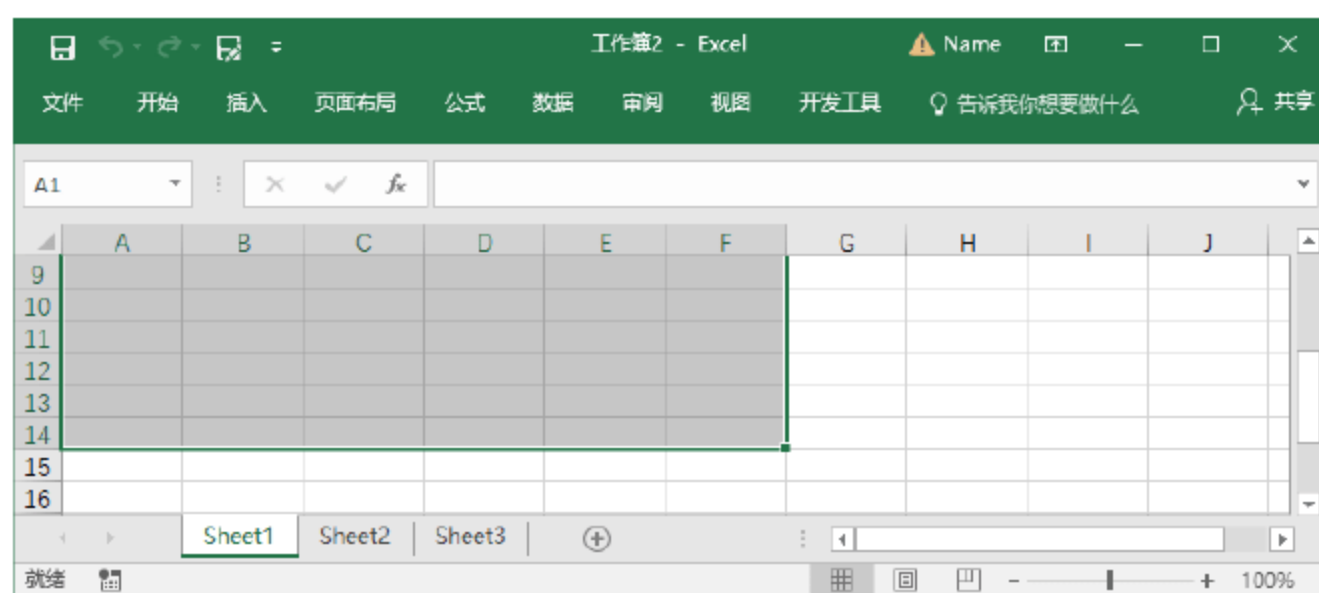 工作簿2 - Excel Name
文件 开始 插入 页面布局 公式 数据 审阅 视图 开发工具 告诉我你想要做什么 共享
A1 fx
A B C D E F G H I J
9
10
11
12
13
14
15
16
Sheet1 Sheet2 Sheet3
就绪 100%